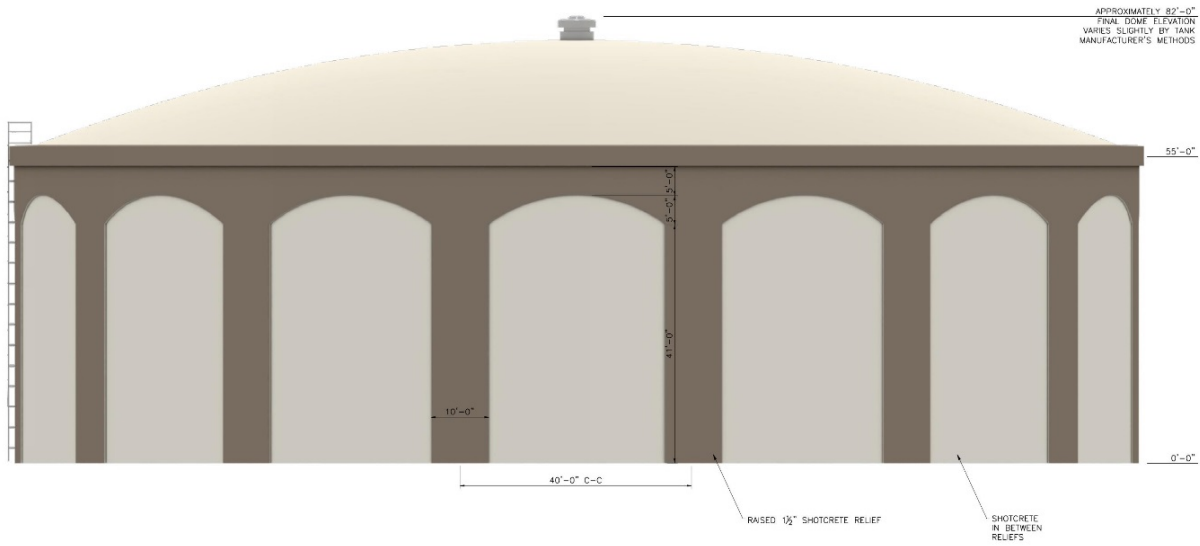 APPROXIMATELY 82'-0"
FINAL DOME ELEVATION
VARIES SLIGHTLY BY TANK
MANUFACTURER'S METHODS
55'-0"
5'-0"
5'-0"
41'-0"
10'-0"
0'-0"
40'-0" C-C
RAISED 1½" SHOTCRETE RELIEF
SHOTCRETE
IN BETWEEN
RELIEFS